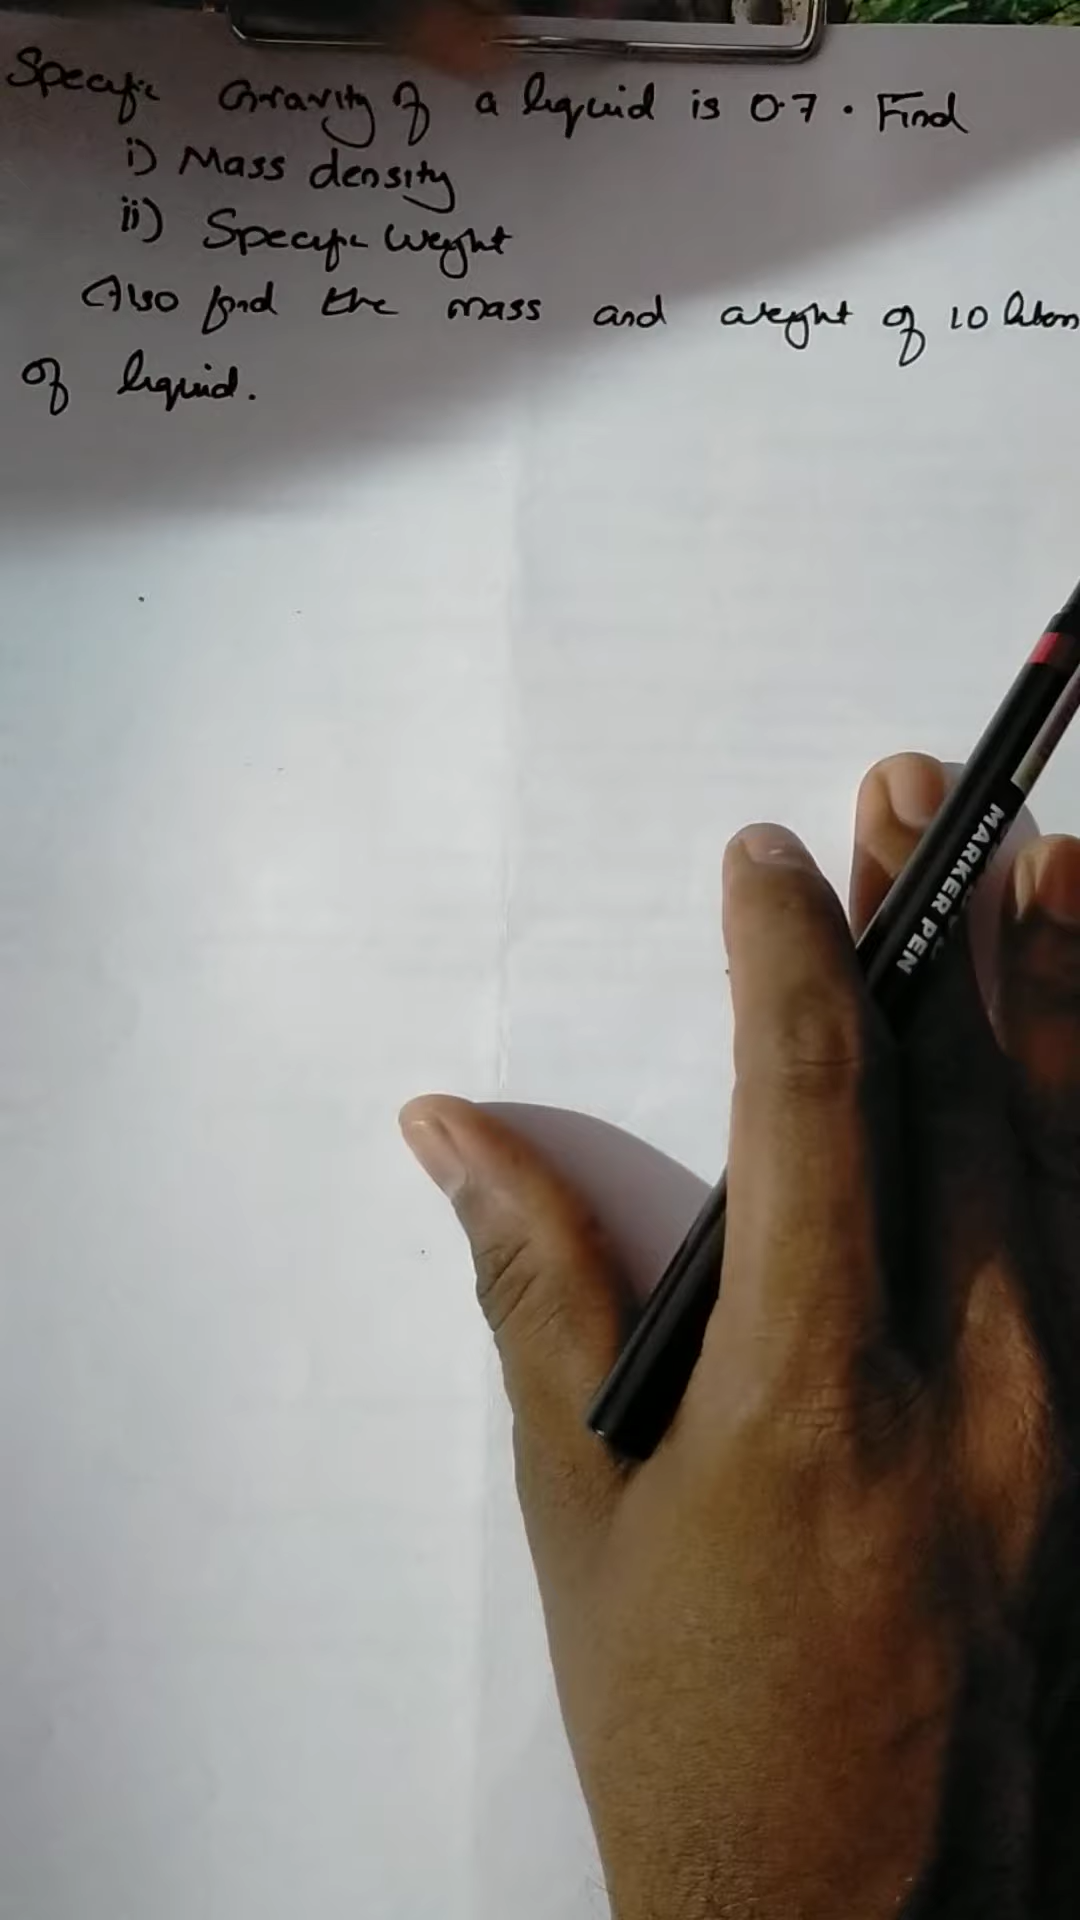 Specific Gravity of a liquid is 0.7. Find
i) Mass density
ii) Specific Weight
Also find the mass and weight of 10 liters
of liquid.
MARKER PEN